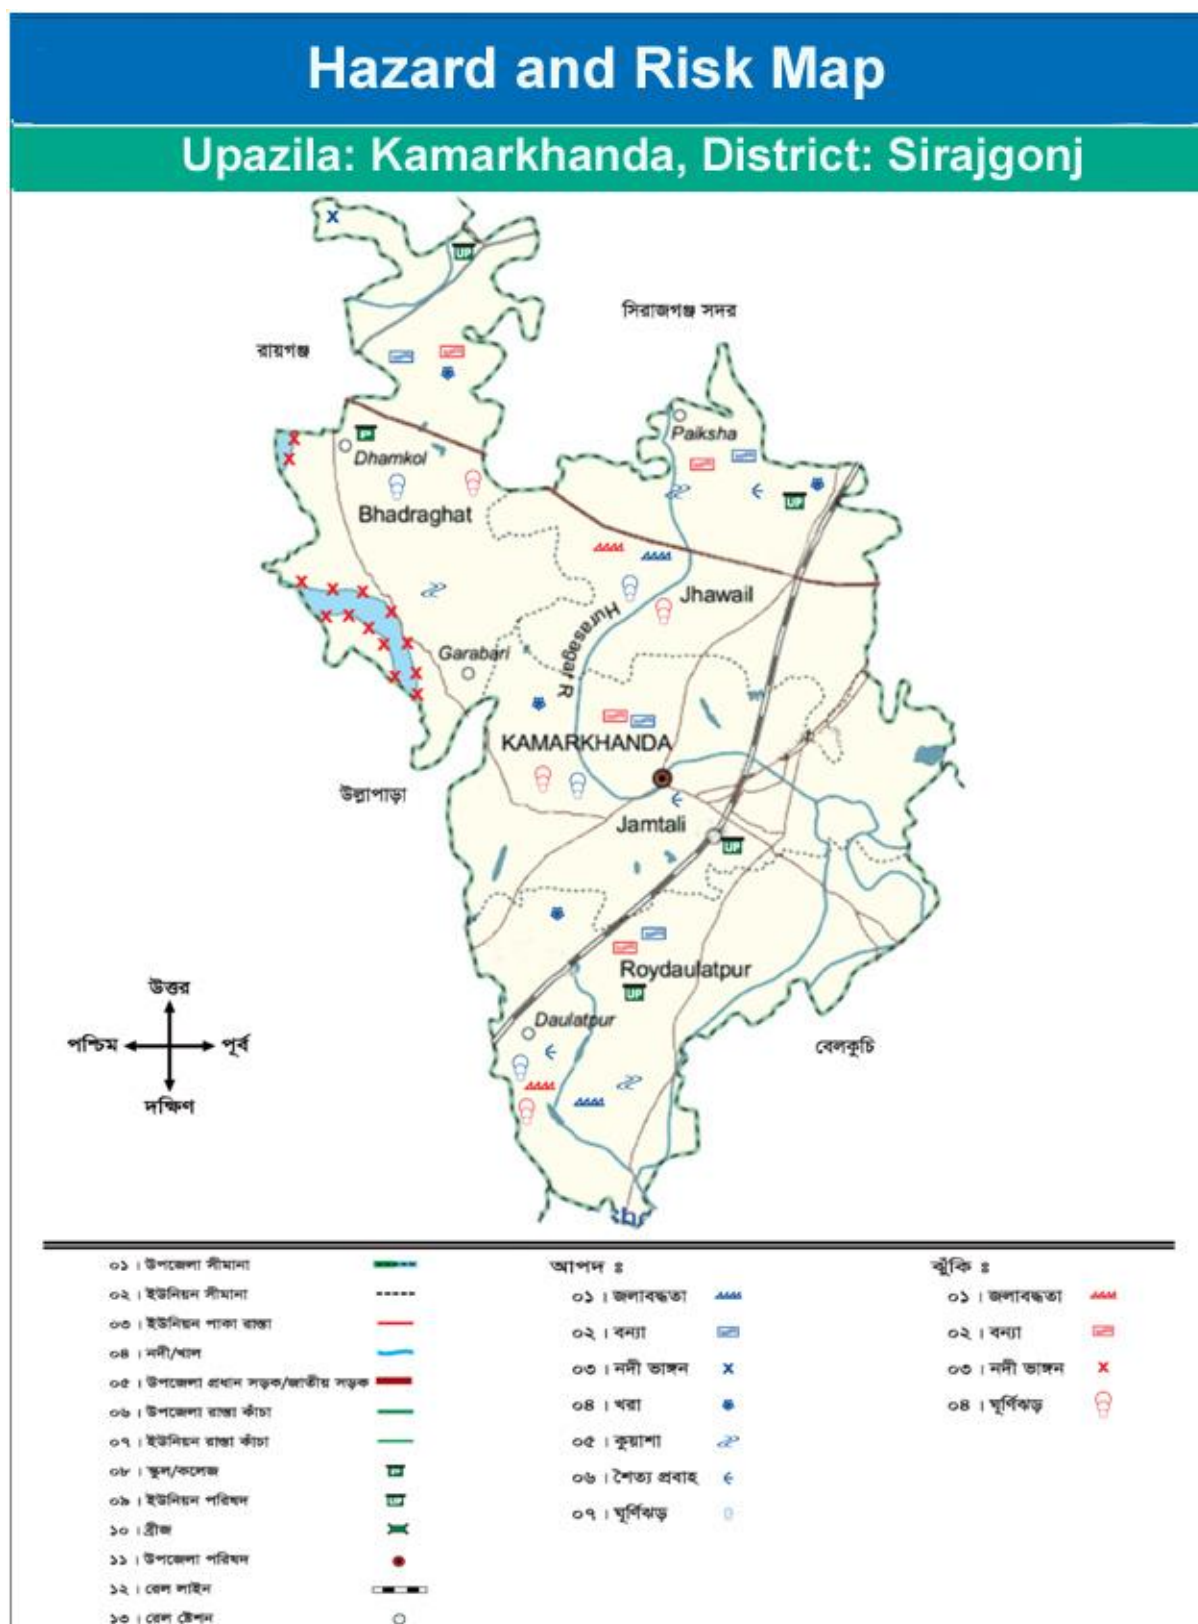 Hazard and Risk Map
Upazila: Kamarkhanda, District: Sirajgonj
X
UP
সিরাজগঞ্জ সদর
রায়গঞ্জ
Paiksha
Dhamkol
UP
Bhadraghat
Jhawail
Hurasagar R
Garabari
KAMARKHANDA
উল্লাপাড়া
Jamtali
UP
Roydaulatpur
UP
উত্তর
Daulatpur
পশ্চিম
পূর্ব
বেলকুচি
দক্ষিণ
০১। উপজেলা সীমানা
০২। ইউনিয়ন সীমানা
০৩। ইউনিয়ন পাকা রাস্তা
০৪। নদী/খাল
০৫। উপজেলা প্রধান সড়ক/জাতীয় সড়ক
০৬। উপজেলা রাস্তা কাঁচা
০৭। ইউনিয়ন রাস্তা কাঁচা
০৮। স্কুল/কলেজ
০৯। ইউনিয়ন পরিষদ
১০। ব্রীজ
১১। উপজেলা পরিষদ
১২। রেল লাইন
১৩। রেল ষ্টেশন
আপদ ঃ
০১। জলাবদ্ধতা
০২। বন্যা
০৩। নদী ভাঙ্গন X
০৪। খরা
০৫। কুয়াশা
০৬। শৈত্য প্রবাহ
০৭। ঘূর্ণিঝড়
ঝুঁকি ঃ
০১। জলাবদ্ধতা
০২। বন্যা
০৩। নদী ভাঙ্গন X
০৪। ঘূর্ণিঝড়